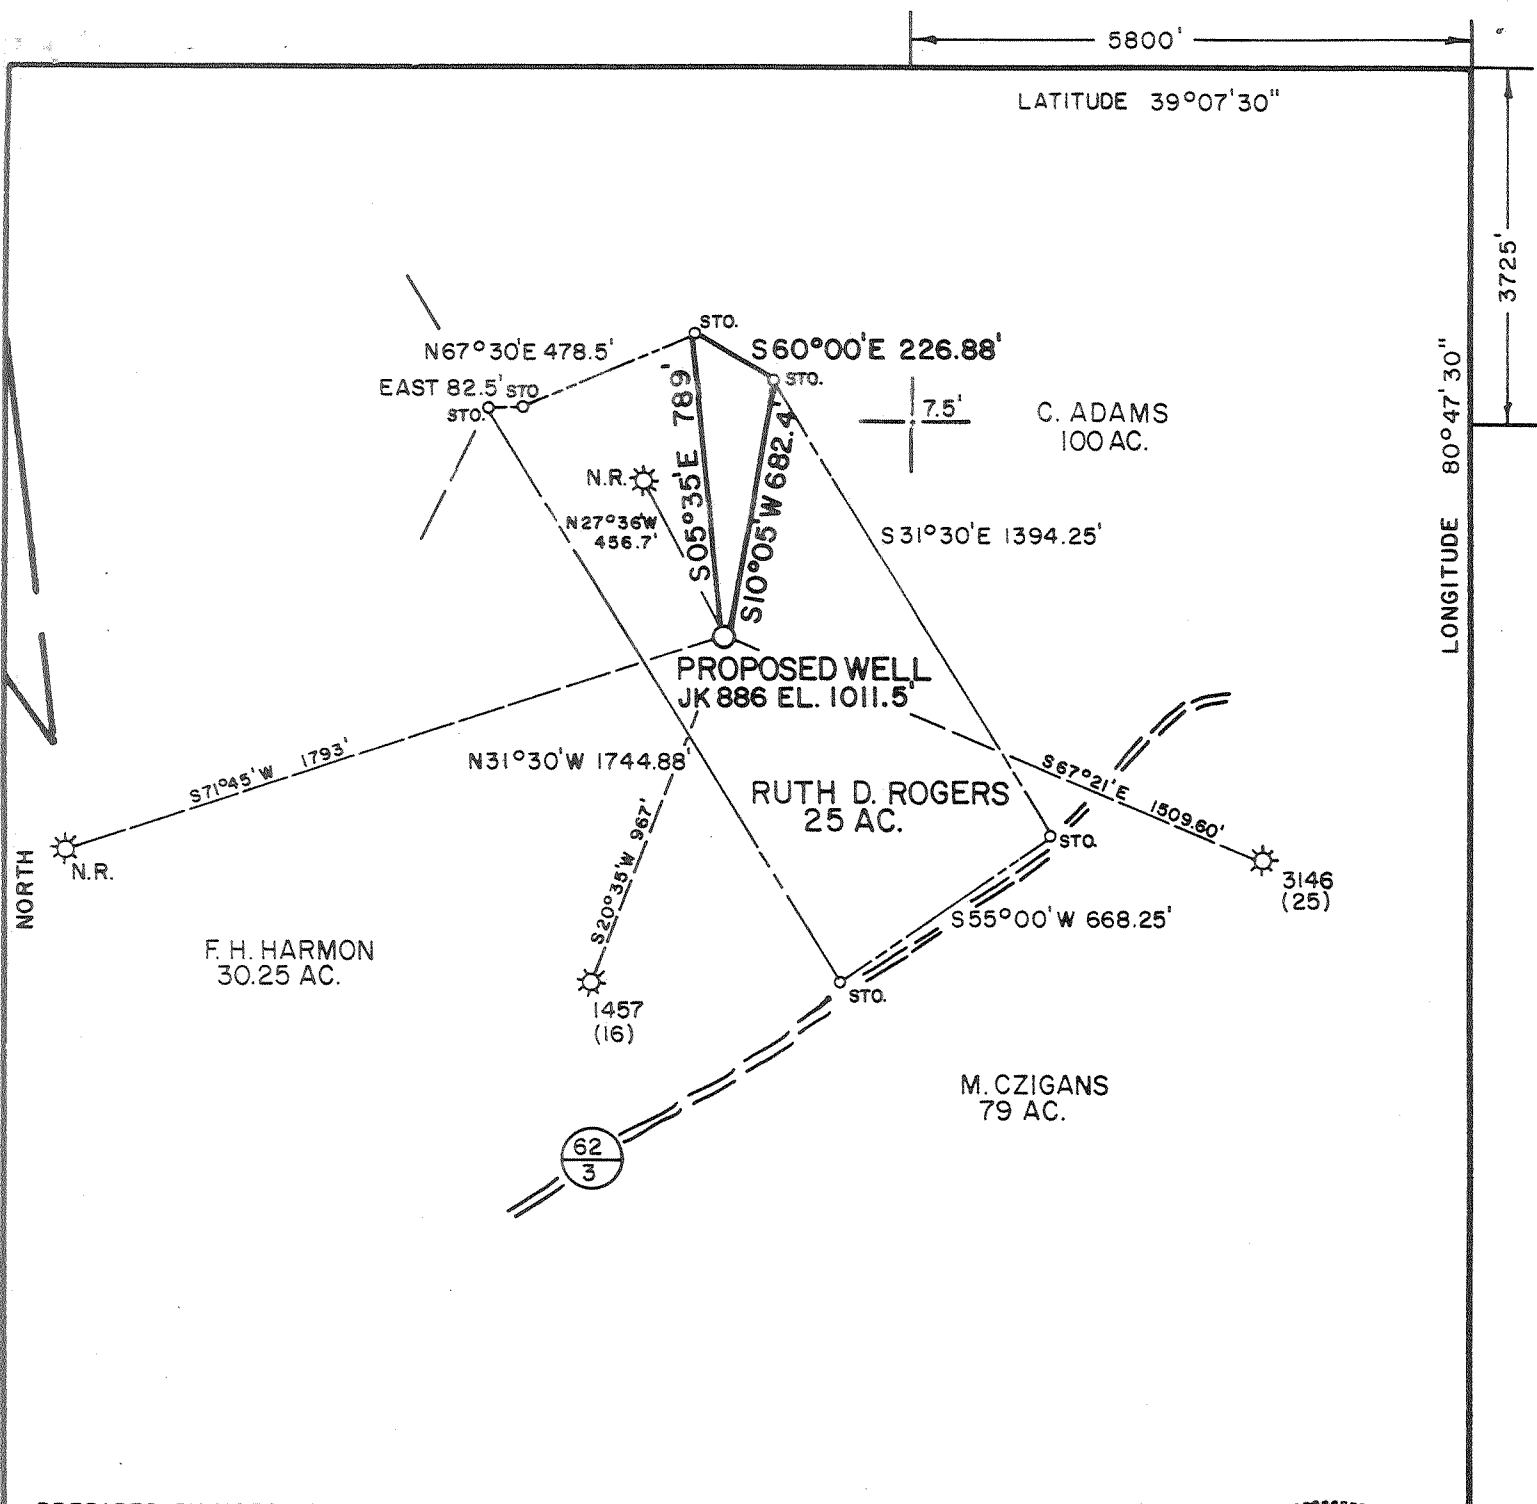 5800'
LATITUDE 39°07'30"
3725'
LONGITUDE 80°47'30"
STO.
N67°30'E 478.5'
S60°00'E 226.88'
EAST 82.5'
STO
STO.
STO.
7.5'
C. ADAMS
100 AC.
S05°35'E 789'
S10°05'W 682.4'
N.R.
N27°36'W
456.7'
S31°30'E 1394.25'
PROPOSED WELL
JK 886 EL. 1011.5'
S71°45'W 1793'
N31°30'W 1744.88'
S67°21'E 1509.60'
RUTH D. ROGERS
25 AC.
S20°35'W 967'
STO.
N.R.
NORTH
3146
(25)
S55°00'W 668.25'
F. H. HARMON
30.25 AC.
STO.
1457
(16)
M. CZIGANS
79 AC.
62
3